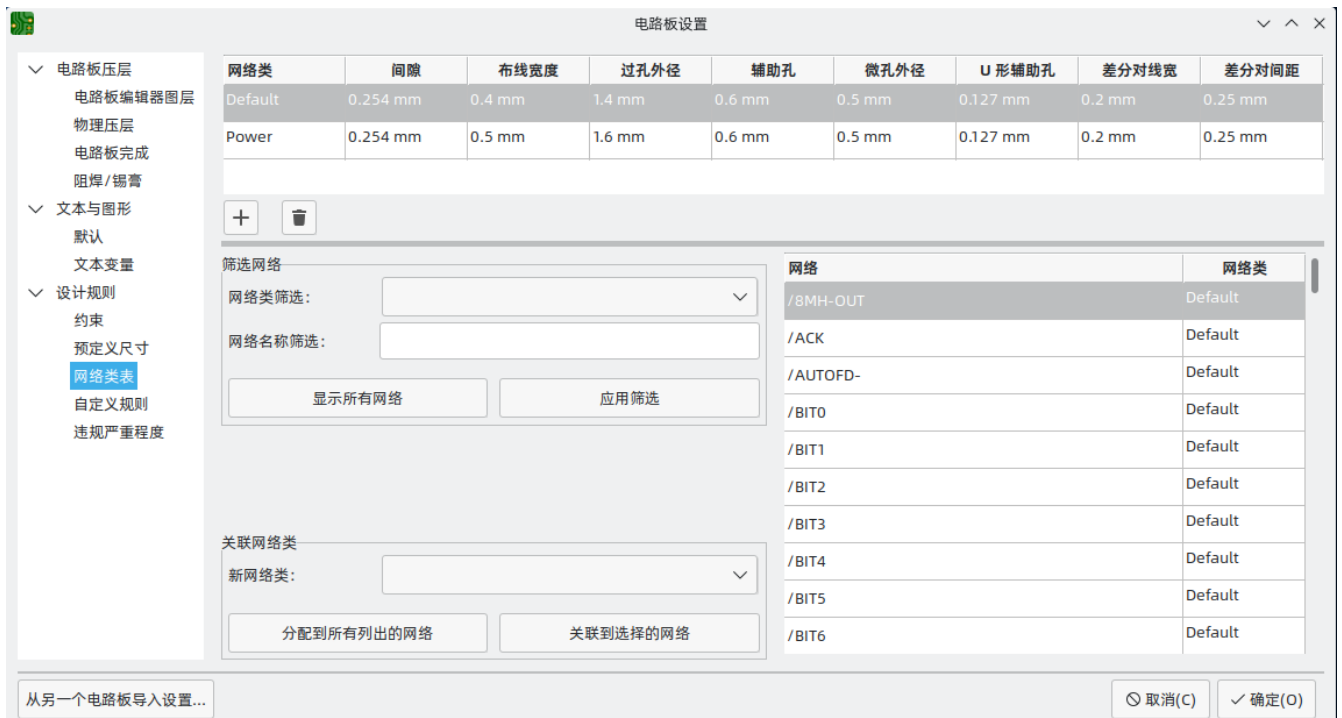 电路板设置
电路板压层
电路板编辑器图层
物理压层
电路板完成
阻焊/锡膏
文本与图形
默认
文本变量
设计规则
约束
预定义尺寸
网络类表
自定义规则
违规严重程度
网络类 间隙 布线宽度 过孔外径 辅助孔 微孔外径 U 形辅助孔 差分对线宽 差分对间距
Default 0.254 mm 0.4 mm 1.4 mm 0.6 mm 0.5 mm 0.127 mm 0.2 mm 0.25 mm
Power 0.254 mm 0.5 mm 1.6 mm 0.6 mm 0.5 mm 0.127 mm 0.2 mm 0.25 mm
筛选网络
网络类筛选:
网络名称筛选:
显示所有网络 应用筛选
关联网络类
新网络类:
分配到所有列出的网络 关联到选择的网络
网络 网络类
/8MH-OUT Default
/ACK Default
/AUTOFD- Default
/BIT0 Default
/BIT1 Default
/BIT2 Default
/BIT3 Default
/BIT4 Default
/BIT5 Default
/BIT6 Default
从另一个电路板导入设置... 取消(C) 确定(O)